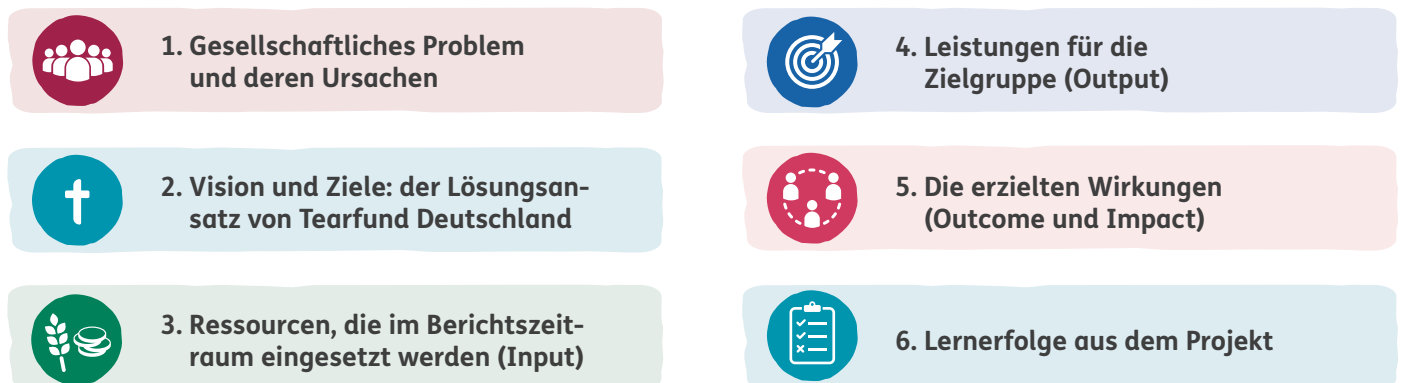 1. Gesellschaftliches Problem
und deren Ursachen
2. Vision und Ziele: der Lösungsan-
satz von Tearfund Deutschland
3. Ressourcen, die im Berichtszeit-
raum eingesetzt werden (Input)
4. Leistungen für die
Zielgruppe (Output)
5. Die erzielten Wirkungen
(Outcome und Impact)
6. Lernerfolge aus dem Projekt